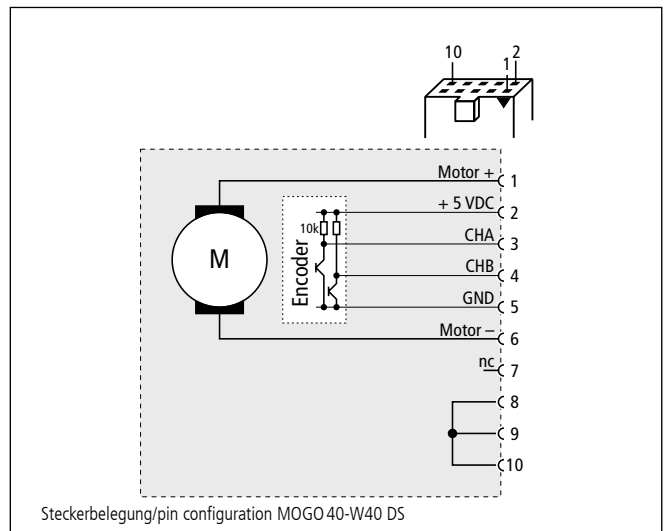 10
2
1
Motor +
1
+ 5 VDC
2
10k
CHA
3
M
Encoder
CHB
4
GND
5
Motor –
6
nc
7
8
9
10
Steckerbelegung/pin configuration MOGO 40-W40 DS